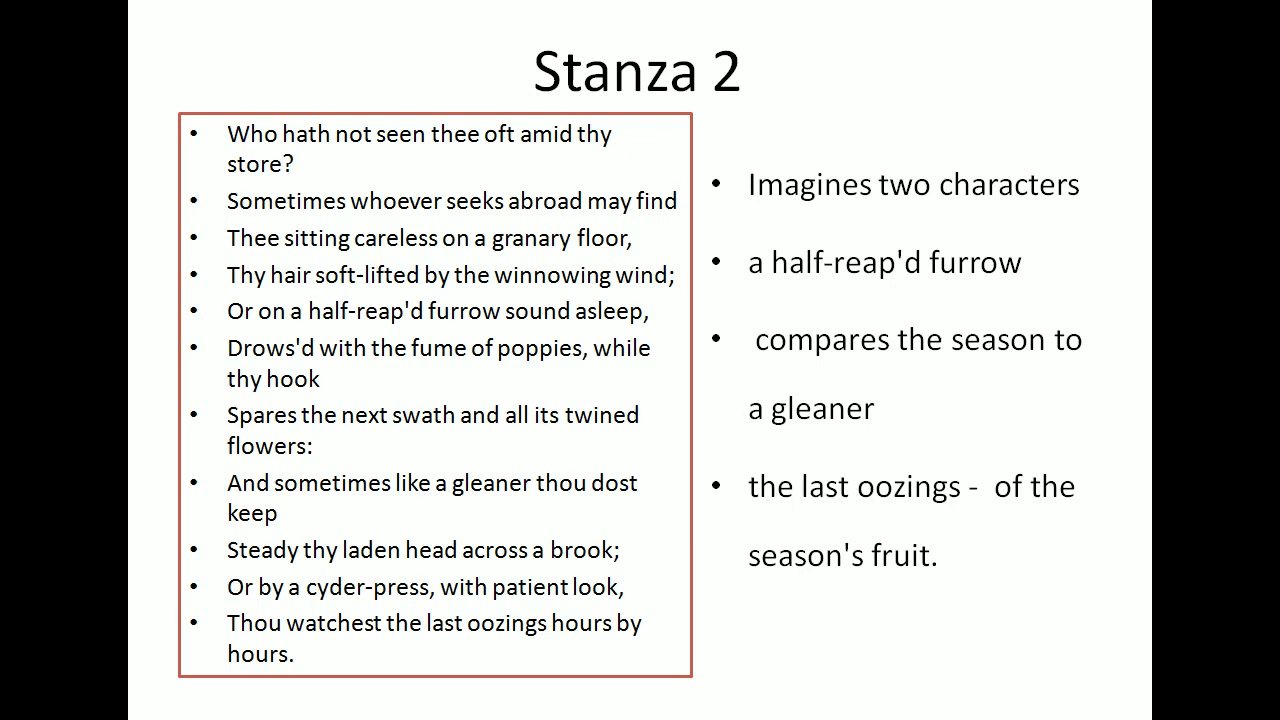 Stanza 2
• Who hath not seen thee oft amid thy
store?
• Sometimes whoever seeks abroad may find
• Thee sitting careless on a granary floor,
• Thy hair soft-lifted by the winnowing wind;
• Or on a half-reap'd furrow sound asleep,
• Drows'd with the fume of poppies, while
thy hook
• Spares the next swath and all its twined
flowers:
• And sometimes like a gleaner thou dost
keep
• Steady thy laden head across a brook;
• Or by a cyder-press, with patient look,
• Thou watchest the last oozings hours by
hours.
• Imagines two characters
• a half-reap'd furrow
• compares the season to
a gleaner
• the last oozings - of the
season's fruit.